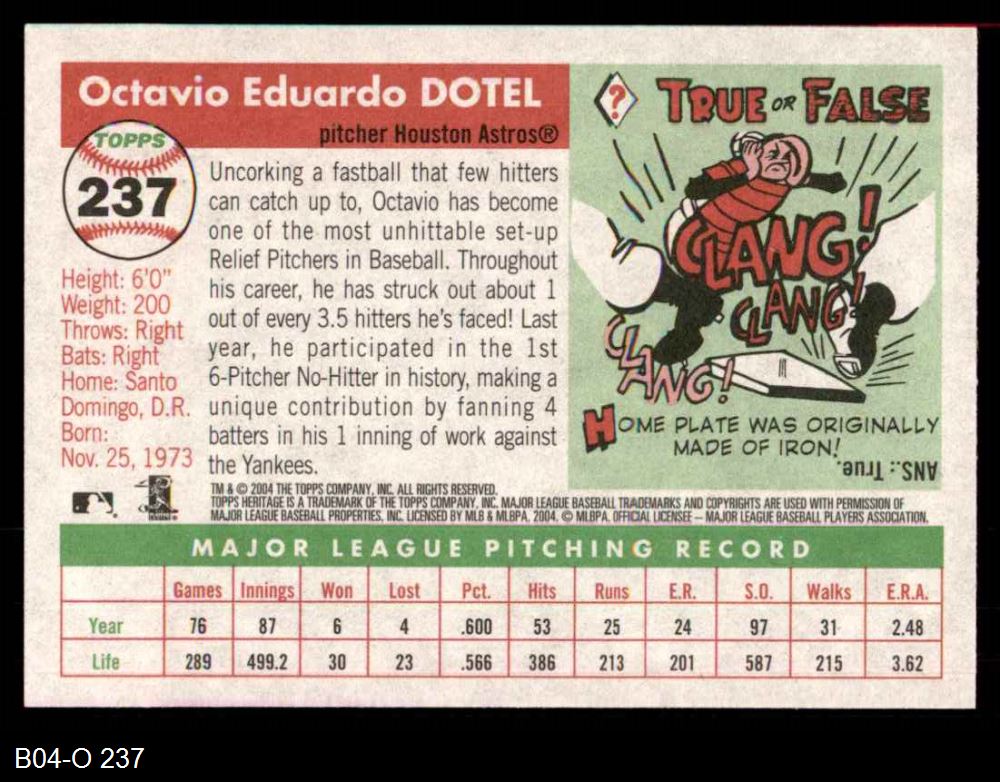 Octavio Eduardo DOTEL
pitcher Houston Astros®
TOPPS
237
Height: 6'0"
Weight: 200
Throws: Right
Bats: Right
Home: Santo
Domingo, D.R.
Born:
Nov. 25, 1973
Uncorking a fastball that few hitters
can catch up to, Octavio has become
one of the most unhittable set-up
Relief Pitchers in Baseball. Throughout
his career, he has struck out about 1
out of every 3.5 hitters he's faced! Last
year, he participated in the 1st
6-Pitcher No-Hitter in history, making a
unique contribution by fanning 4
batters in his 1 inning of work against
the Yankees.
? TRUE OR FALSE
CLANG!
CLANG!
CLANG!
HOME PLATE WAS ORIGINALLY
MADE OF IRON!
ANS.: True.
TM & © 2004 THE TOPPS COMPANY, INC. ALL RIGHTS RESERVED.
TOPPS HERITAGE IS A TRADEMARK OF THE TOPPS COMPANY, INC. MAJOR LEAGUE BASEBALL TRADEMARKS AND COPYRIGHTS ARE USED WITH PERMISSION OF
MAJOR LEAGUE BASEBALL PROPERTIES, INC. LICENSED BY MLB & MLBPA, 2004. © MLBPA. OFFICIAL LICENSEE – MAJOR LEAGUE BASEBALL PLAYERS ASSOCIATION.
MAJOR LEAGUE PITCHING RECORD
Games Innings Won Lost Pct. Hits Runs E.R. S.O. Walks E.R.A.
Year 76 87 6 4 .600 53 25 24 97 31 2.48
Life 289 499.2 30 23 .566 386 213 201 587 215 3.62
B04-O 237